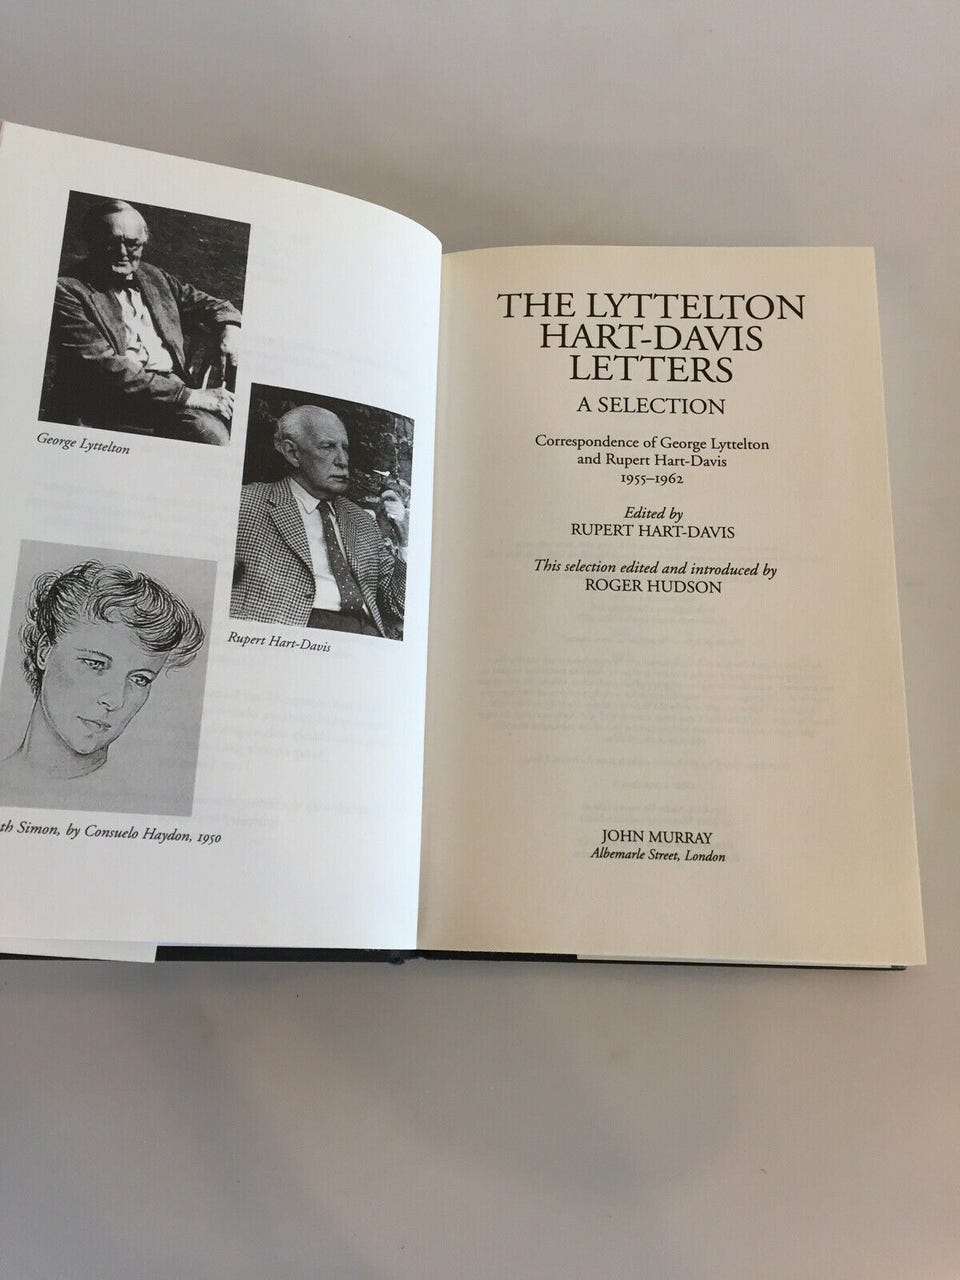 George Lyttelton
Rupert Hart-Davis
Simon, by Consuelo Haydon, 1950
THE LYTTELTON
HART-DAVIS
LETTERS
A SELECTION
Correspondence of George Lyttelton
and Rupert Hart-Davis
1955–1962
Edited by
RUPERT HART-DAVIS
This selection edited and introduced by
ROGER HUDSON
JOHN MURRAY
Albemarle Street, London